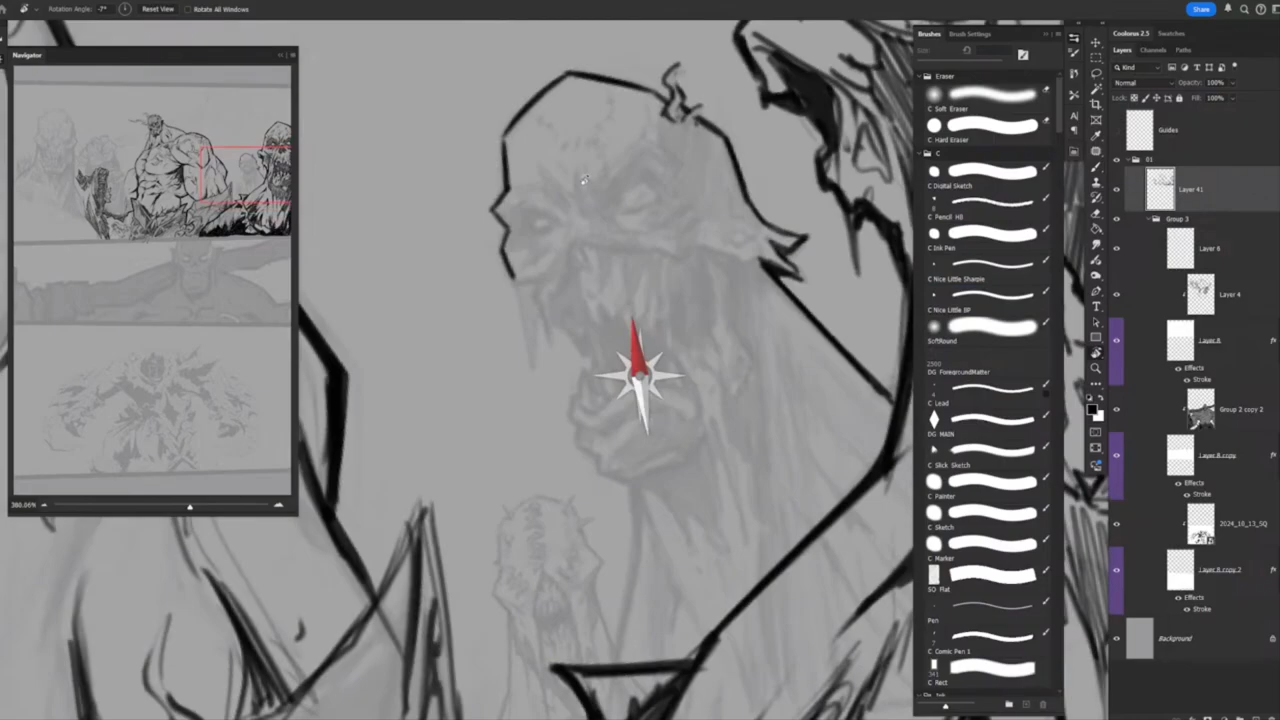 Rotation Angle: -7° Reset View Rotate All Windows
Share
Navigator
380.06%
Brushes Brush Settings
Size:
Eraser
C Soft Eraser
C Hard Eraser
C
C Digital Sketch
C Pencil HB
C Ink Pen
C Nice Little Sharpie
C Nice Little BP
SoftRound
2500
DG ForegroundMatter
C Lead
DG MAIN
C Slick Sketch
C Painter
C Sketch
C Marker
SO Flat
Pen
C Comic Pen 1
C Rect
Coolorus 2.5 Swatches
Layers Channels Paths
Kind
Normal Opacity: 100%
Lock: Fill: 100%
Guides
01
Layer 41
Group 3
Layer 6
Layer 4
Layer 8 fx
Effects
Stroke
Group 2 copy 2
Layer 8 copy fx
Effects
Stroke
2024_10_13_SQ
Layer 8 copy 2 fx
Effects
Stroke
Background